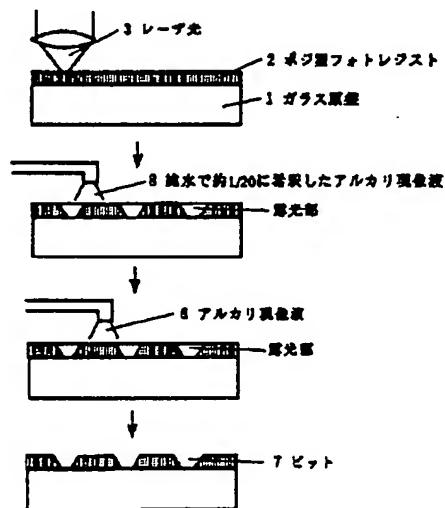 3 レーザ光
2 ポジ型フォトレジスト
1 ガラス原盤
8 純水で約1/20に希釈したアルカリ現像液
露光部
6 アルカリ現像液
露光部
7 ピット